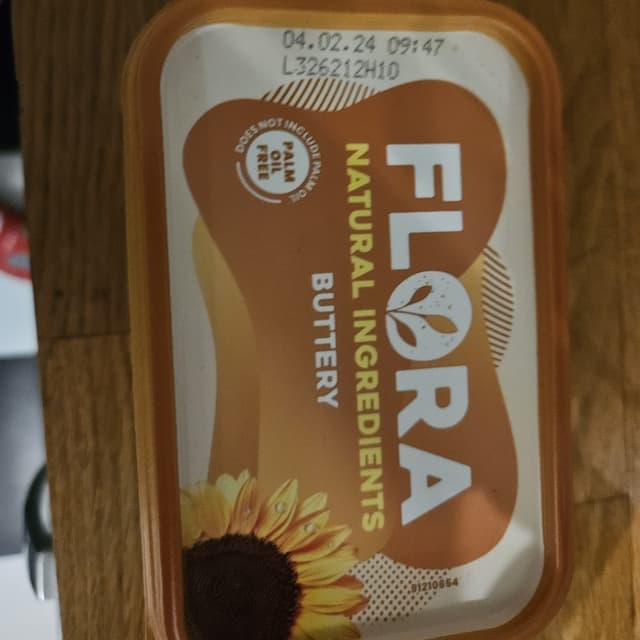 04.02.24 09:47
L326212H10
FLORA
NATURAL INGREDIENTS
BUTTERY
DOES NOT INCLUDE PALM OIL
PALM
OIL
FREE